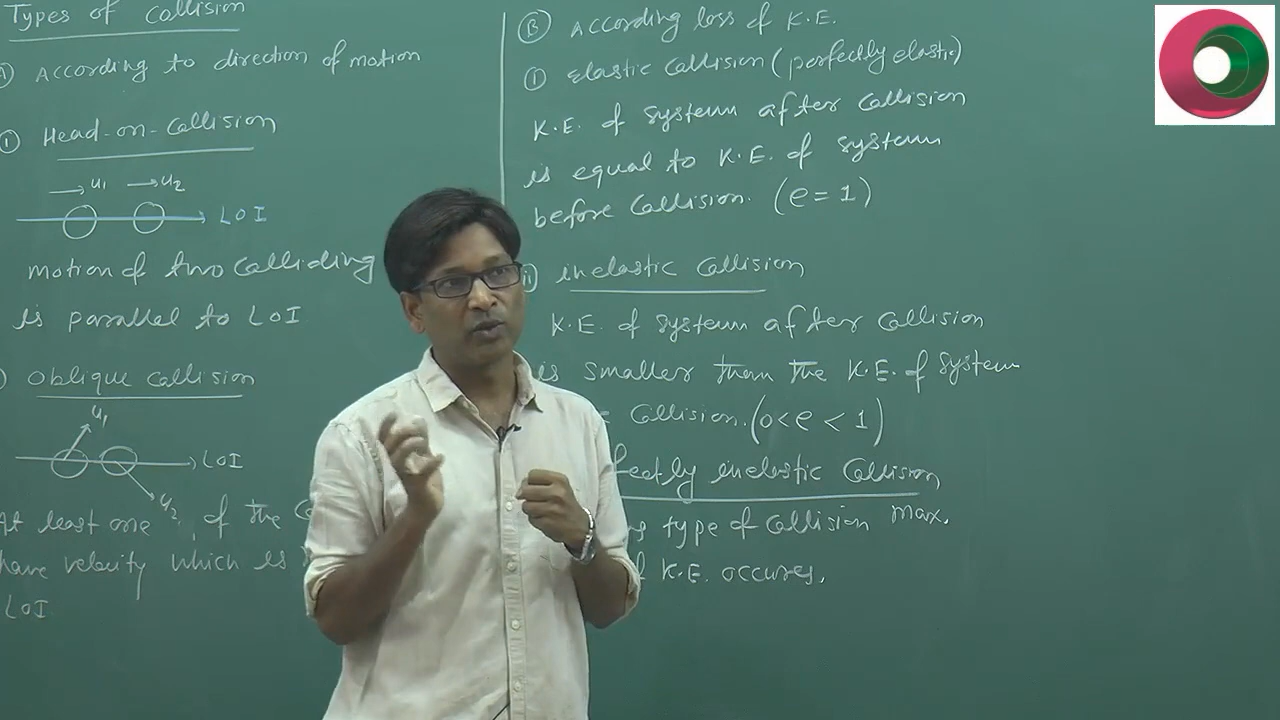 Types of Collision
A) According to direction of motion
① Head-on-Collision
u₁ u₂
LOI
motion of two Colliding
is parallel to LOI
) Oblique Collision
u₁
LOI
u₂
At least one of the
have velocity which is
LOI
Ⓑ According loss of K.E.
① elastic Collision (perfectly elastic)
K.E. of system after Collision
is equal to K.E. of system
before Collision. (e = 1)
ii) inelastic Collision
K.E. of system after Collision
is smaller than the K.E. of system
Collision. (0 < e < 1)
fectly inelastic Collision
type of Collision max.
K.E. occures.